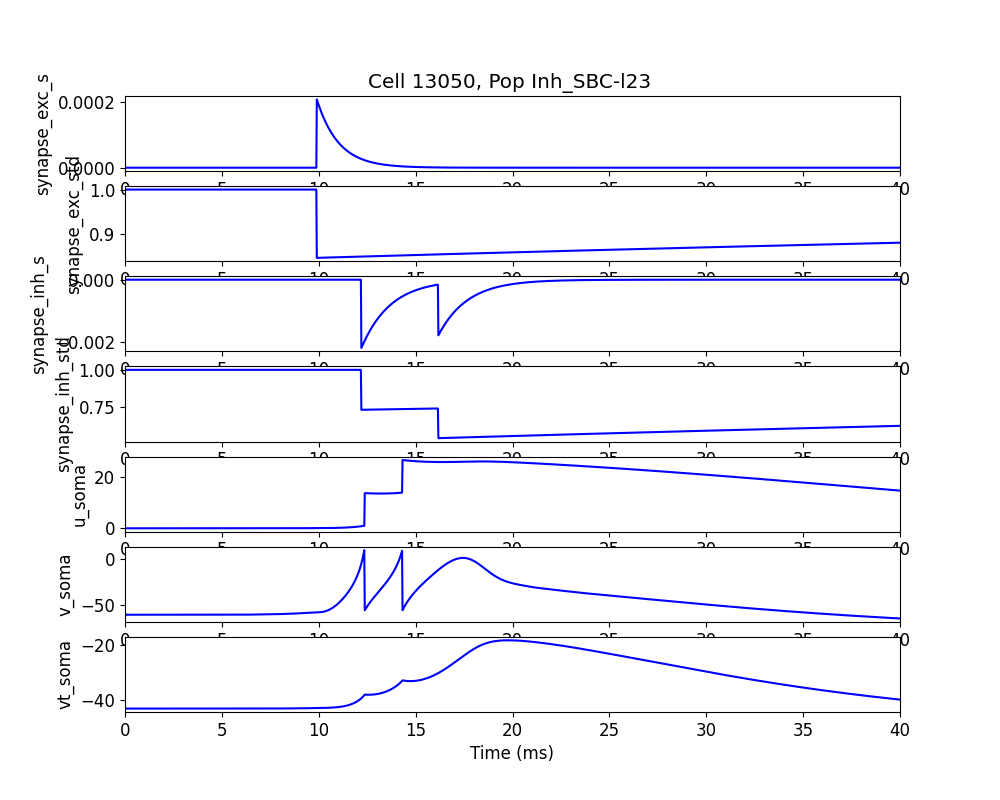 Cell 13050, Pop Inh_SBC-l23
synapse_exc_s
0.0002
0.0000
synapse_exc_std
1.0
0.9
synapse_inh_s
0.000
0.002
synapse_inh_std
1.00
0.75
u_soma
20
0
v_soma
0
−50
vt_soma
−20
−40
0 5 10 15 20 25 30 35 40
Time (ms)